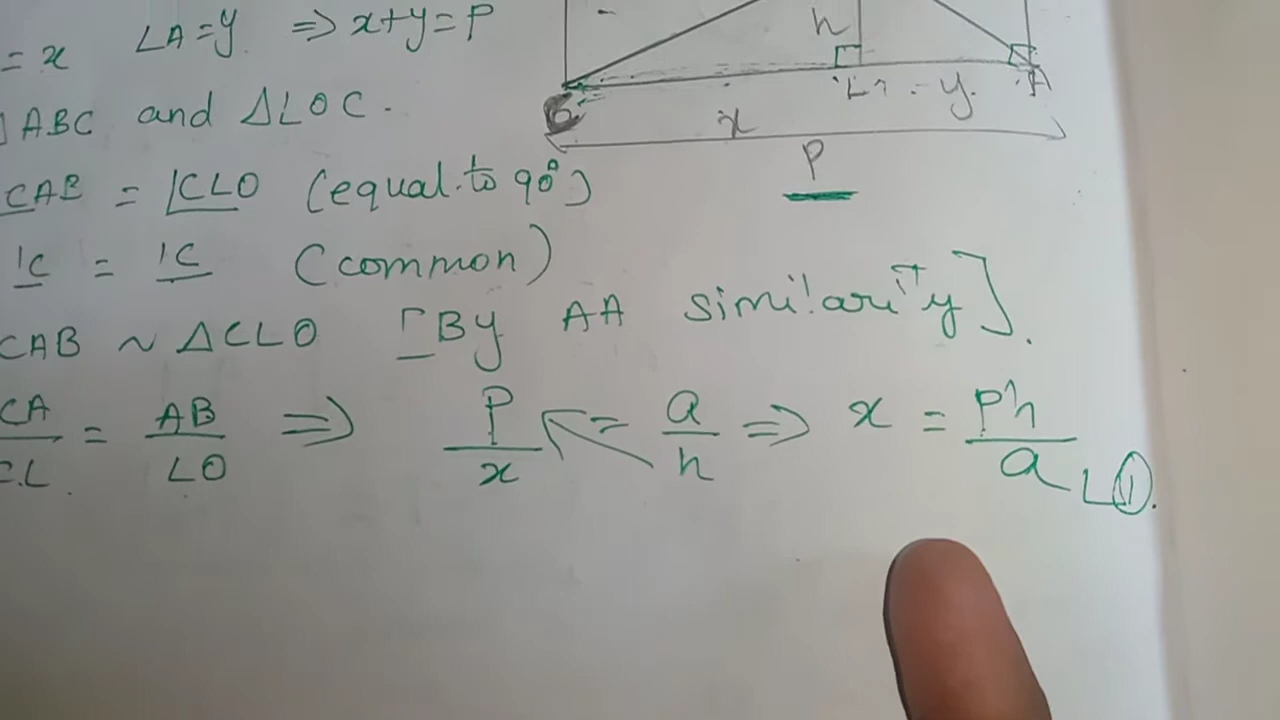 = x LA = y ⇒ x+y = P
h
L y. A
x
P
ABC and ΔLOC.
CAB = ∠CLO (equal to 90°)
∠C = ∠C (common)
CAB ~ ΔCLO [By AA similarity].
CA/CL = AB/LO ⇒ P/x = a/h ⇒ x = Ph/a ①.